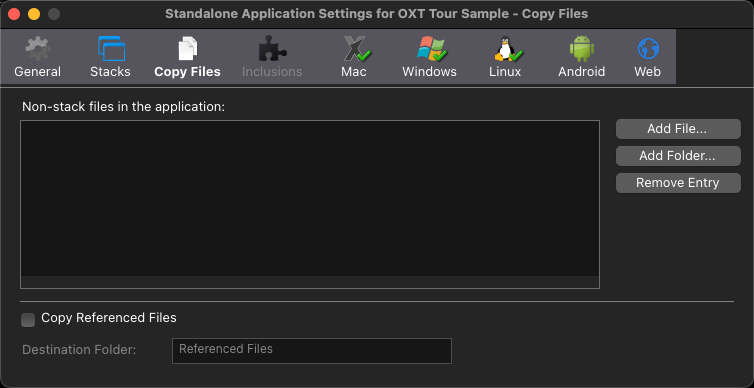 Standalone Application Settings for OXT Tour Sample - Copy Files
General Stacks Copy Files Inclusions Mac Windows Linux Android Web
Non-stack files in the application:
Add File...
Add Folder...
Remove Entry
Copy Referenced Files
Destination Folder: Referenced Files